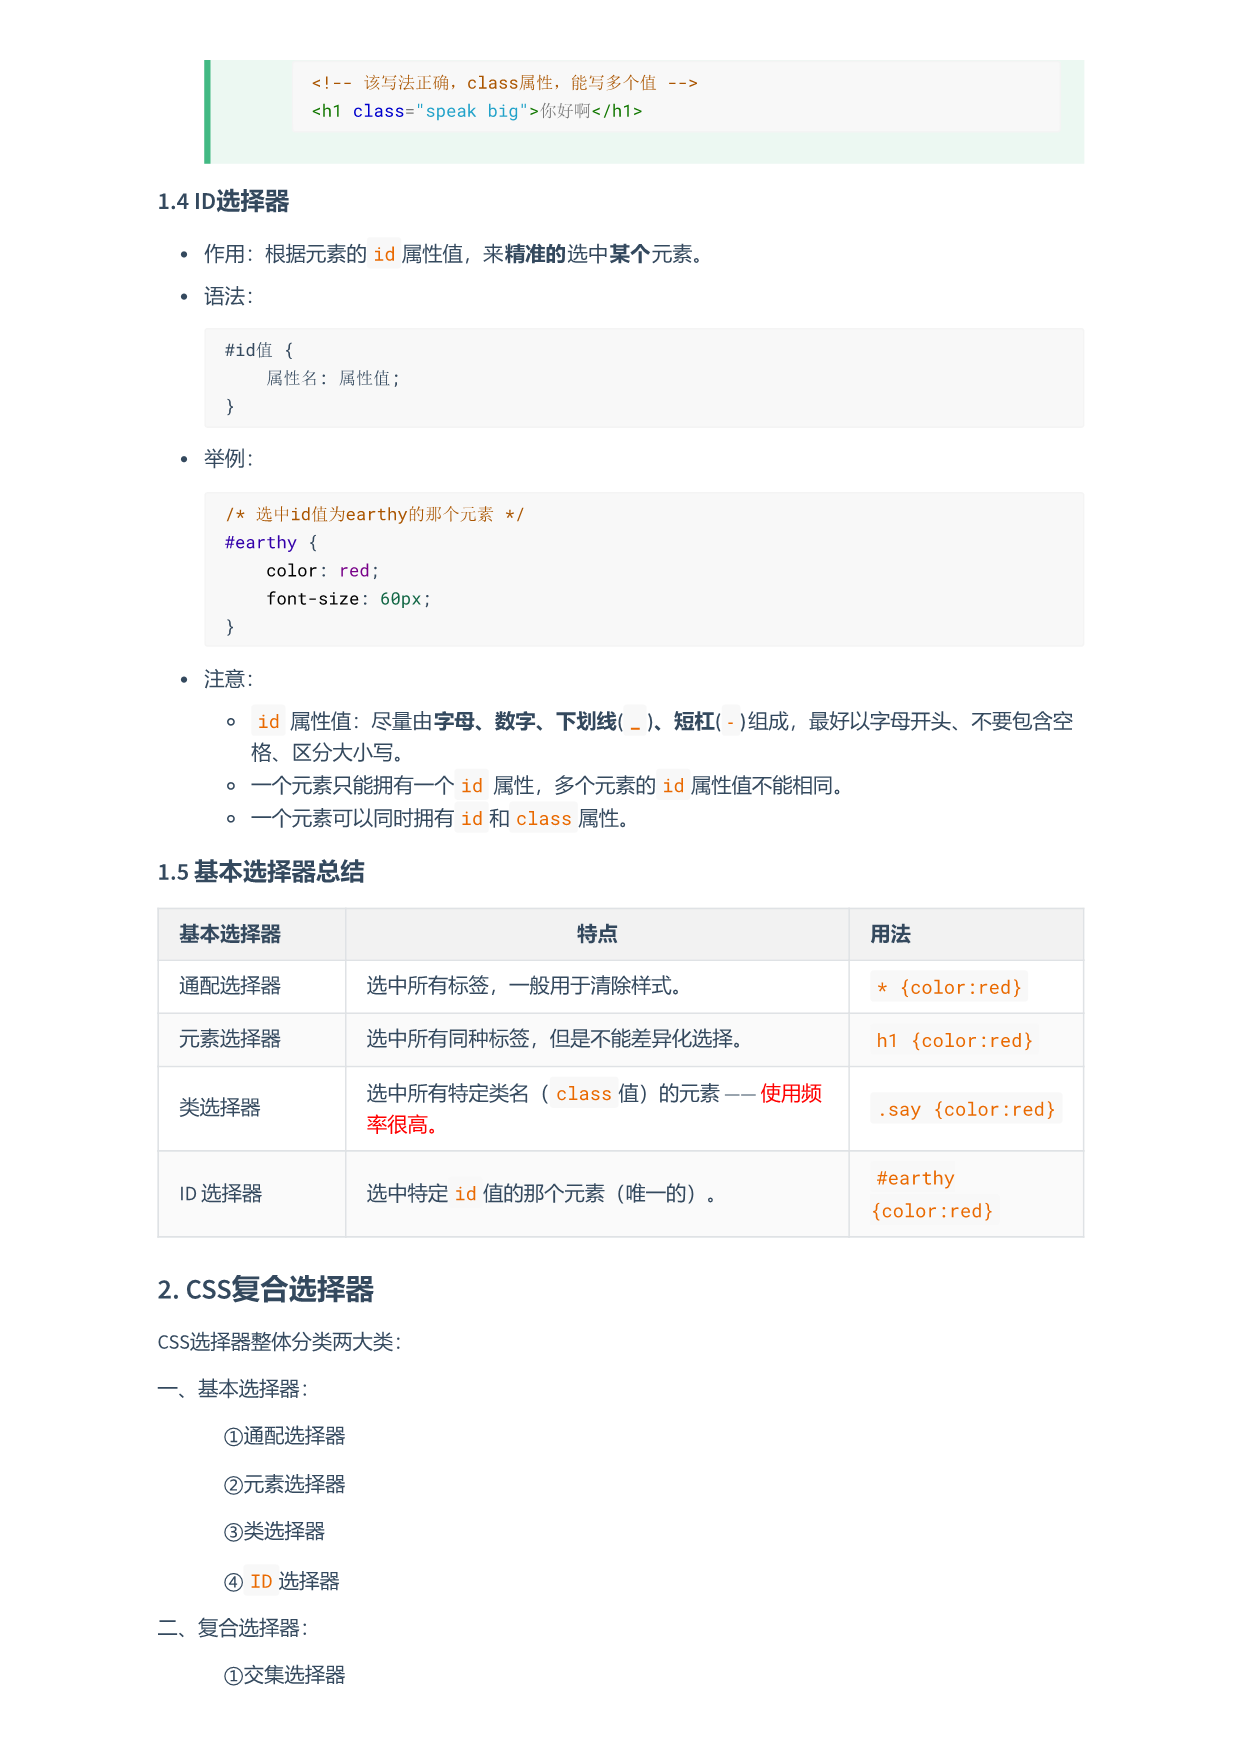 <!-- 该写法正确，class属性，能写多个值 -->
<h1 class="speak big">你好啊</h1>
1.4 ID选择器
• 作用：根据元素的 id 属性值，来精准的选中某个元素。
• 语法：
#id值 {
    属性名: 属性值;
}
• 举例：
/* 选中id值为earthy的那个元素 */
#earthy {
    color: red;
    font-size: 60px;
}
• 注意：
◦ id 属性值：尽量由字母、数字、下划线( _ )、短杠( - )组成，最好以字母开头、不要包含空
格、区分大小写。
◦ 一个元素只能拥有一个 id 属性，多个元素的 id 属性值不能相同。
◦ 一个元素可以同时拥有 id 和 class 属性。
1.5 基本选择器总结
基本选择器 特点 用法
通配选择器 选中所有标签，一般用于清除样式。 * {color:red}
元素选择器 选中所有同种标签，但是不能差异化选择。 h1 {color:red}
类选择器 选中所有特定类名（ class 值）的元素 —— 使用频
率很高。 .say {color:red}
ID 选择器 选中特定 id 值的那个元素（唯一的）。 #earthy
{color:red}
2. CSS复合选择器
CSS选择器整体分类两大类：
一、基本选择器：
①通配选择器
②元素选择器
③类选择器
④ ID 选择器
二、复合选择器：
①交集选择器